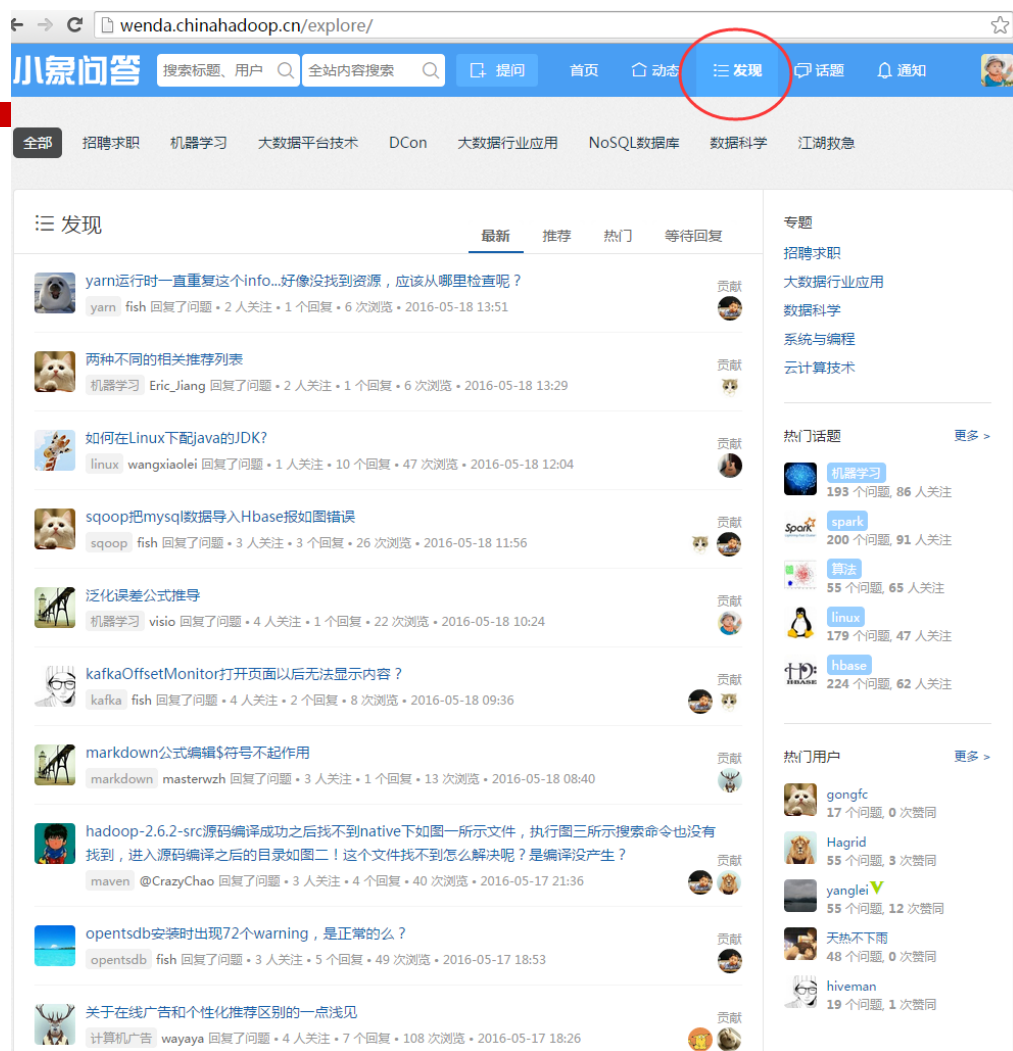 wenda.chinahadoop.cn/explore/
小象问答 搜索标题、用户 全站内容搜索 提问 首页 动态 发现 话题 通知
全部 招聘求职 机器学习 大数据平台技术 DCon 大数据行业应用 NoSQL数据库 数据科学 江湖救急
发现 最新 推荐 热门 等待回复
yarn运行时一直重复这个info...好像没找到资源，应该从哪里检查呢？
贡献
yarn fish 回复了问题 • 2 人关注 • 1 个回复 • 6 次浏览 • 2016-05-18 13:51
两种不同的相关推荐列表
贡献
机器学习 Eric_Jiang 回复了问题 • 2 人关注 • 1 个回复 • 6 次浏览 • 2016-05-18 13:29
如何在Linux下配java的JDK?
贡献
linux wangxiaolei 回复了问题 • 1 人关注 • 10 个回复 • 47 次浏览 • 2016-05-18 12:04
sqoop把mysql数据导入Hbase报如图错误
贡献
sqoop fish 回复了问题 • 3 人关注 • 3 个回复 • 26 次浏览 • 2016-05-18 11:56
泛化误差公式推导
贡献
机器学习 visio 回复了问题 • 4 人关注 • 1 个回复 • 22 次浏览 • 2016-05-18 10:24
kafkaOffsetMonitor打开页面以后无法显示内容？
贡献
kafka fish 回复了问题 • 4 人关注 • 2 个回复 • 8 次浏览 • 2016-05-18 09:36
markdown公式编辑$符号不起作用
贡献
markdown masterwzh 回复了问题 • 3 人关注 • 1 个回复 • 13 次浏览 • 2016-05-18 08:40
hadoop-2.6.2-src源码编译成功之后找不到native下如图一所示文件，执行图三所示搜索命令也没有
找到，进入源码编译之后的目录如图二！这个文件找不到怎么解决呢？是编译没产生？
贡献
maven @CrazyChao 回复了问题 • 3 人关注 • 4 个回复 • 40 次浏览 • 2016-05-17 21:36
opentsdb安装时出现72个warning，是正常的么？
贡献
opentsdb fish 回复了问题 • 3 人关注 • 5 个回复 • 49 次浏览 • 2016-05-17 18:53
关于在线广告和个性化推荐区别的一点浅见
贡献
计算机广告 wayaya 回复了问题 • 4 人关注 • 7 个回复 • 108 次浏览 • 2016-05-17 18:26
专题
招聘求职
大数据行业应用
数据科学
系统与编程
云计算技术
热门话题 更多 >
机器学习
193 个问题, 86 人关注
Spark
spark
200 个问题, 91 人关注
算法
55 个问题, 65 人关注
linux
179 个问题, 47 人关注
HBASE
hbase
224 个问题, 62 人关注
热门用户 更多 >
gongfc
17 个问题, 0 次赞同
Hagrid
55 个问题, 3 次赞同
yanglei
55 个问题, 12 次赞同
天热不下雨
48 个问题, 0 次赞同
hiveman
19 个问题, 1 次赞同